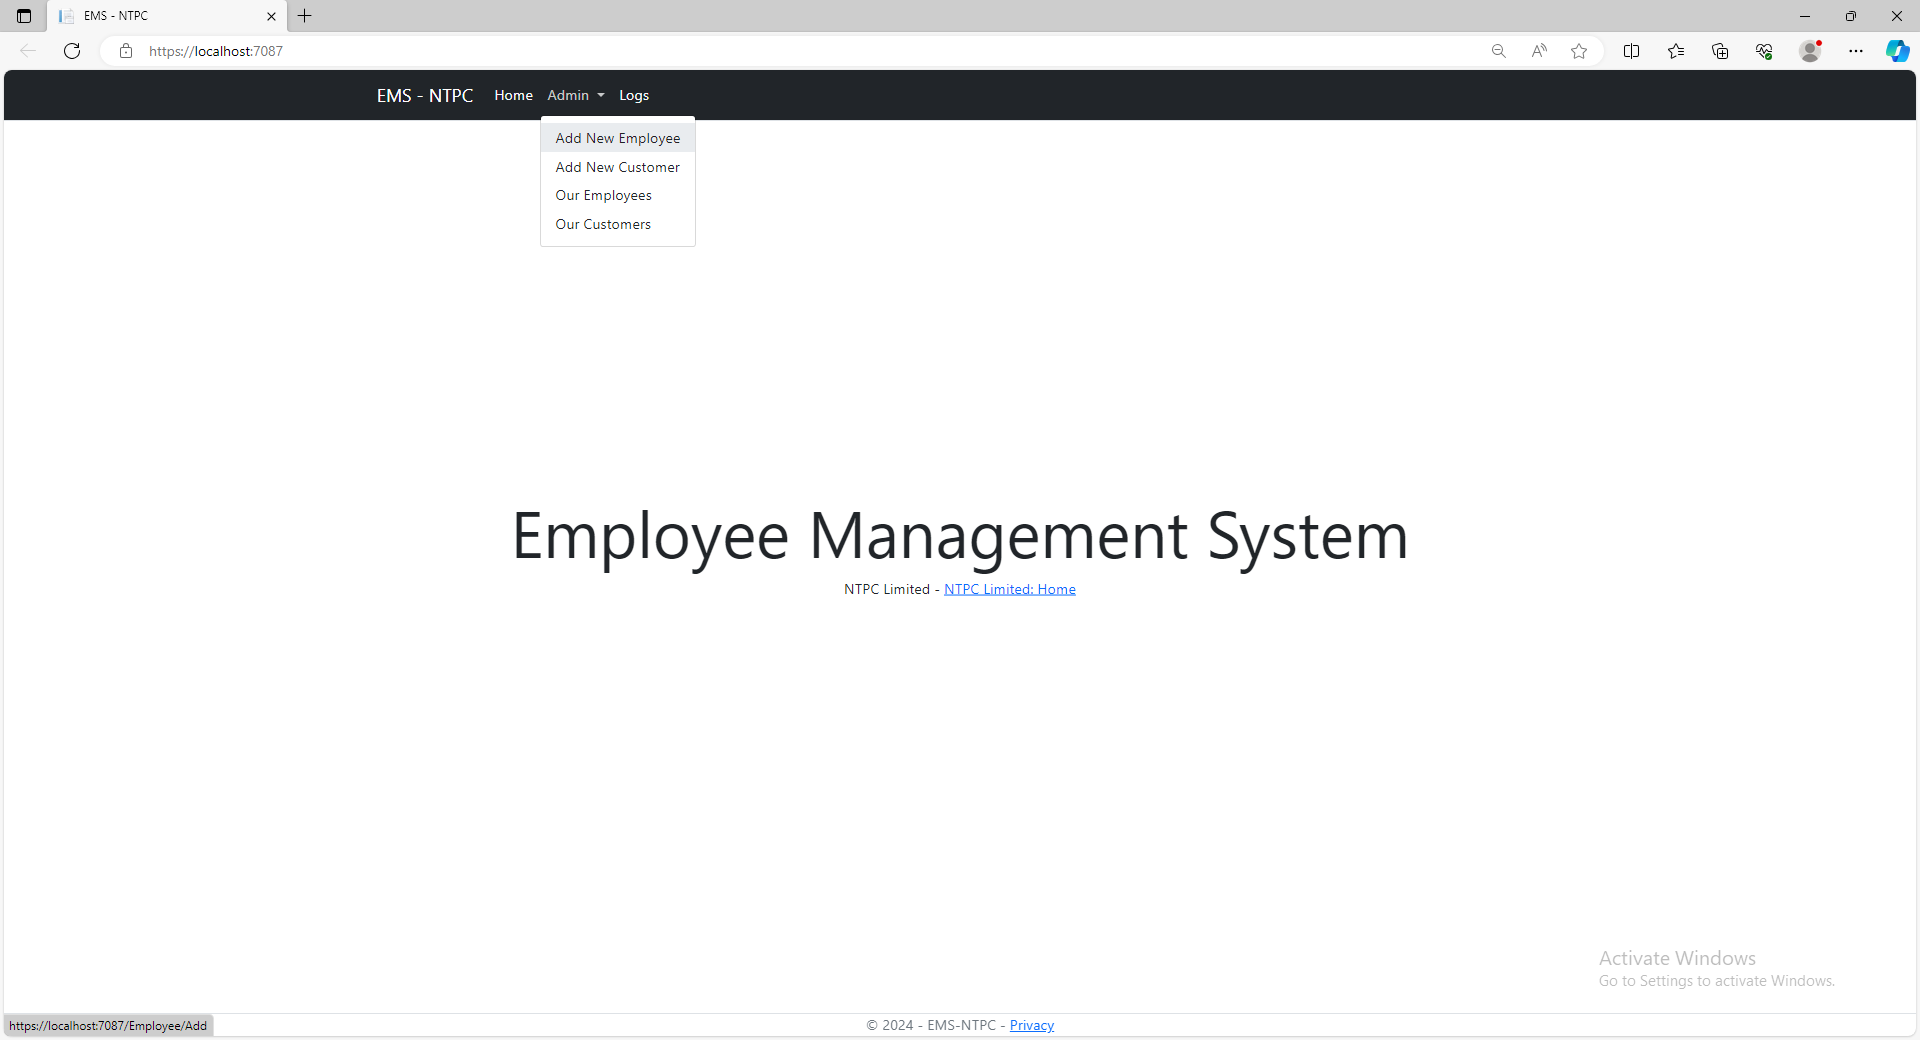 EMS - NTPC
https://localhost:7087
EMS - NTPC Home Admin Logs
Add New Employee
Add New Customer
Our Employees
Our Customers
Employee Management System
NTPC Limited - NTPC Limited: Home
Activate Windows
Go to Settings to activate Windows.
https://localhost:7087/Employee/Add
© 2024 - EMS-NTPC - Privacy